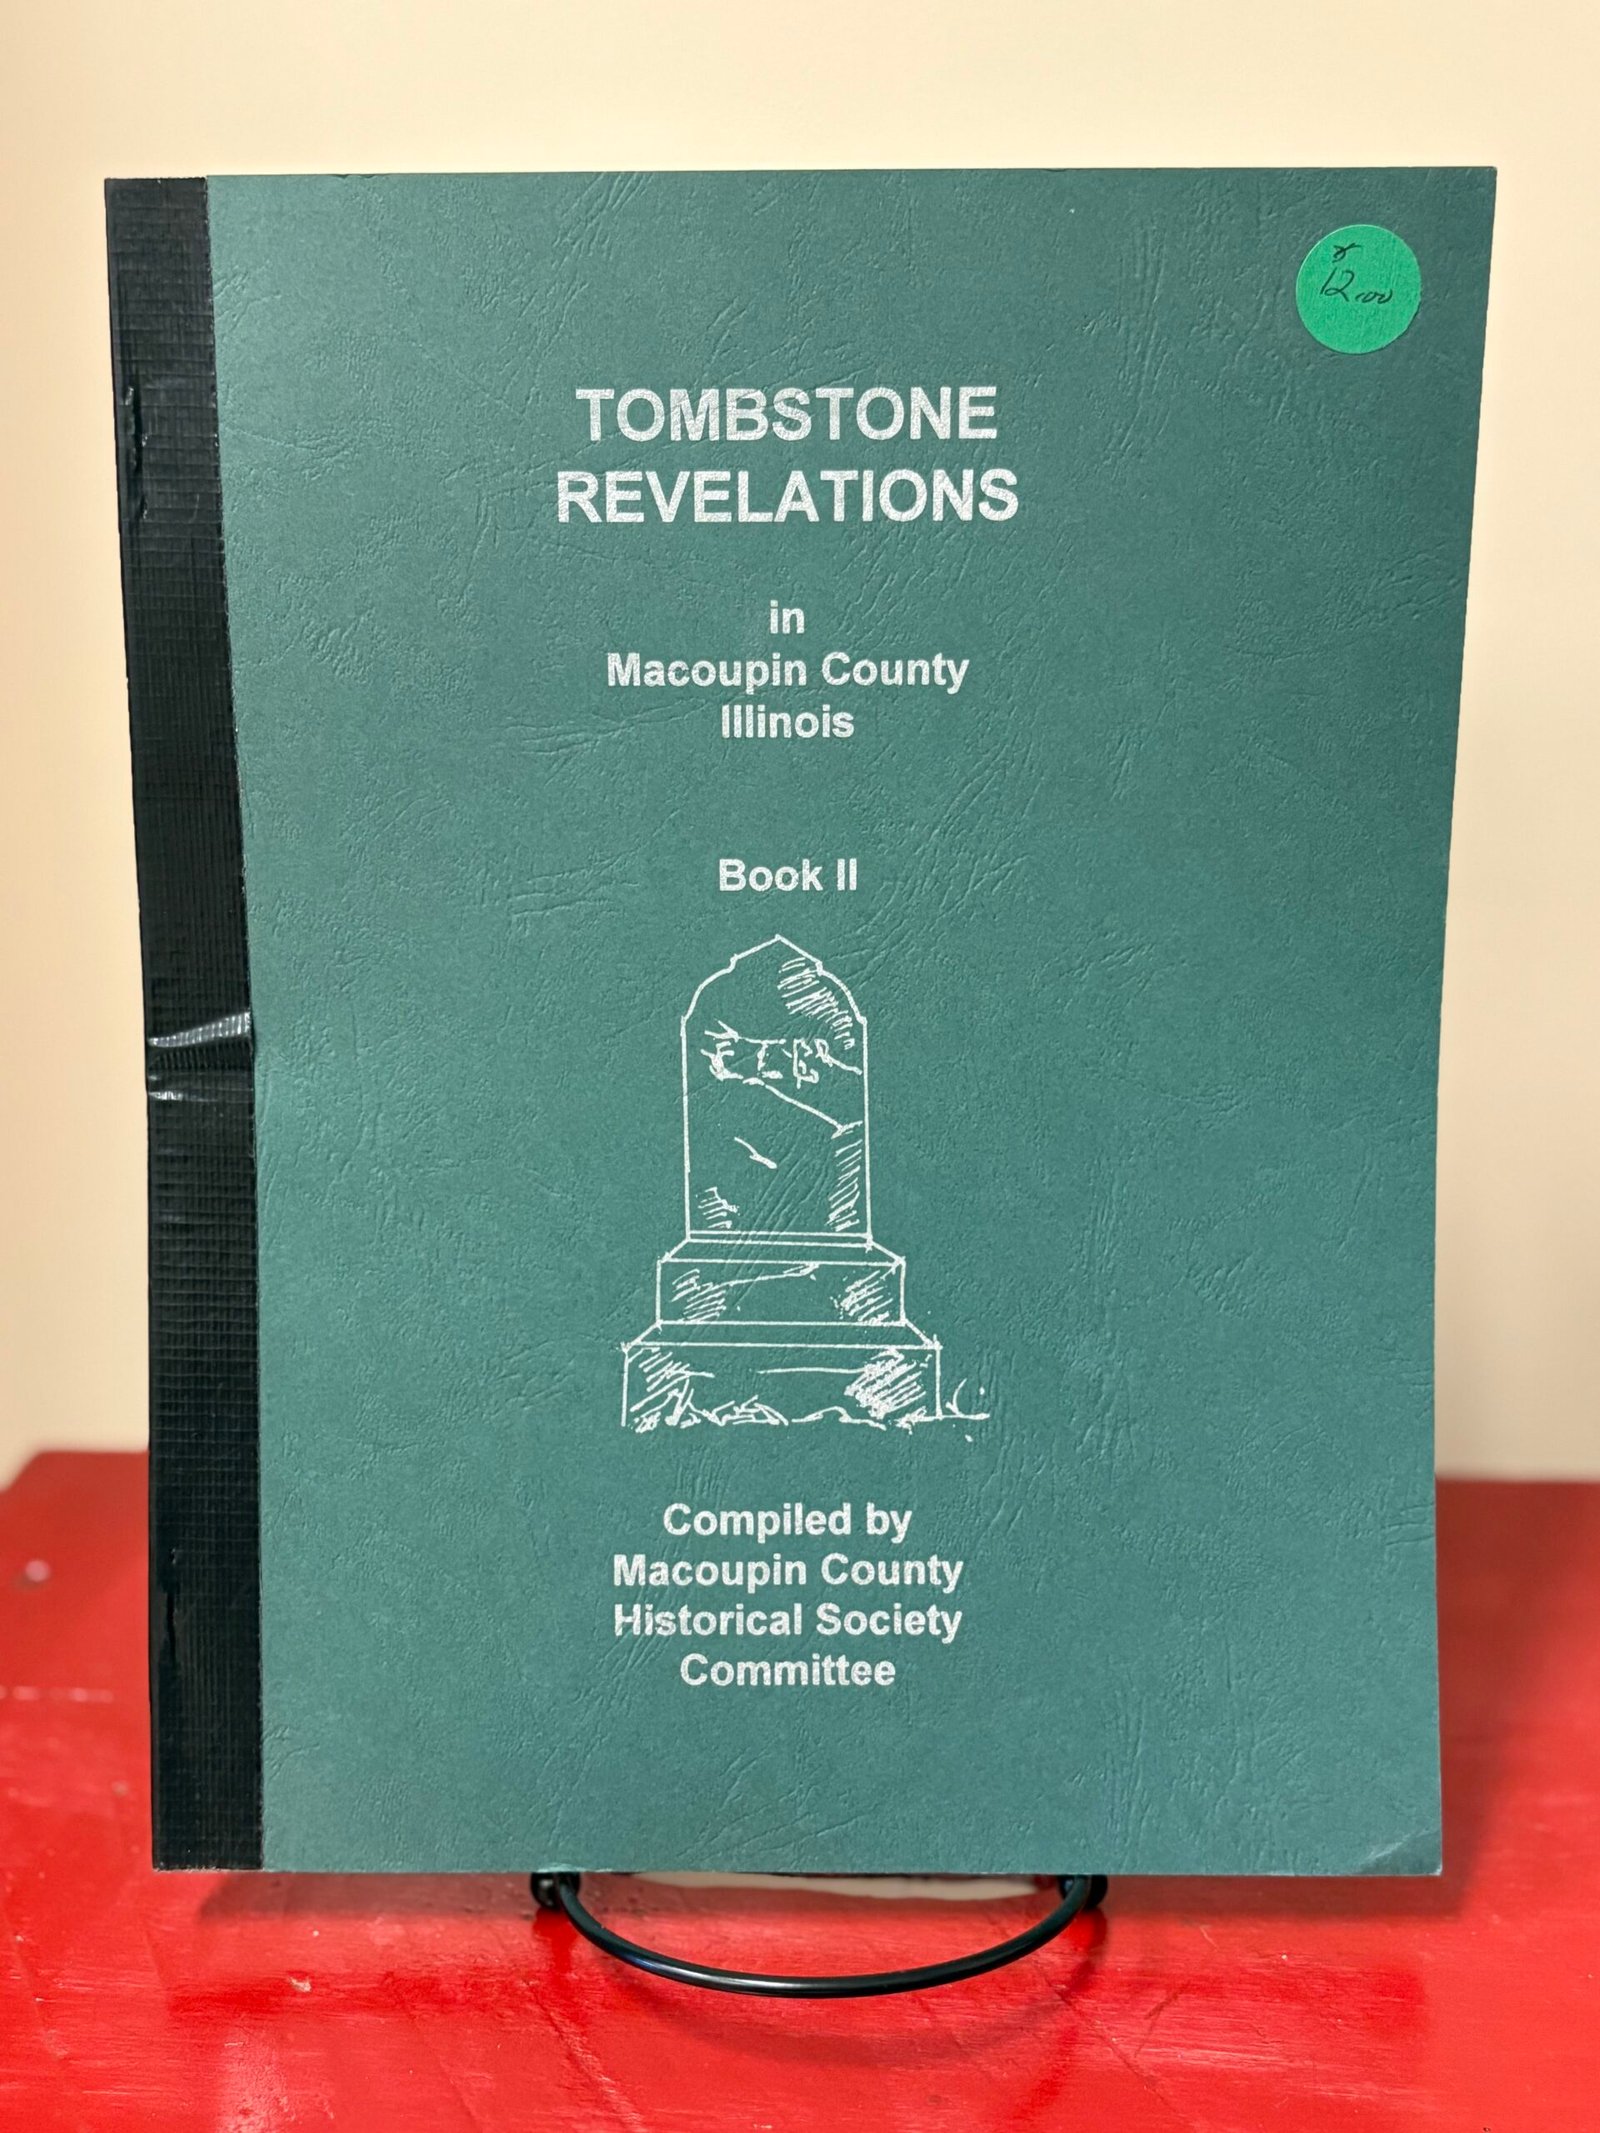 12.00
TOMBSTONE
REVELATIONS
in
Macoupin County
Illinois
Book II
Compiled by
Macoupin County
Historical Society
Committee